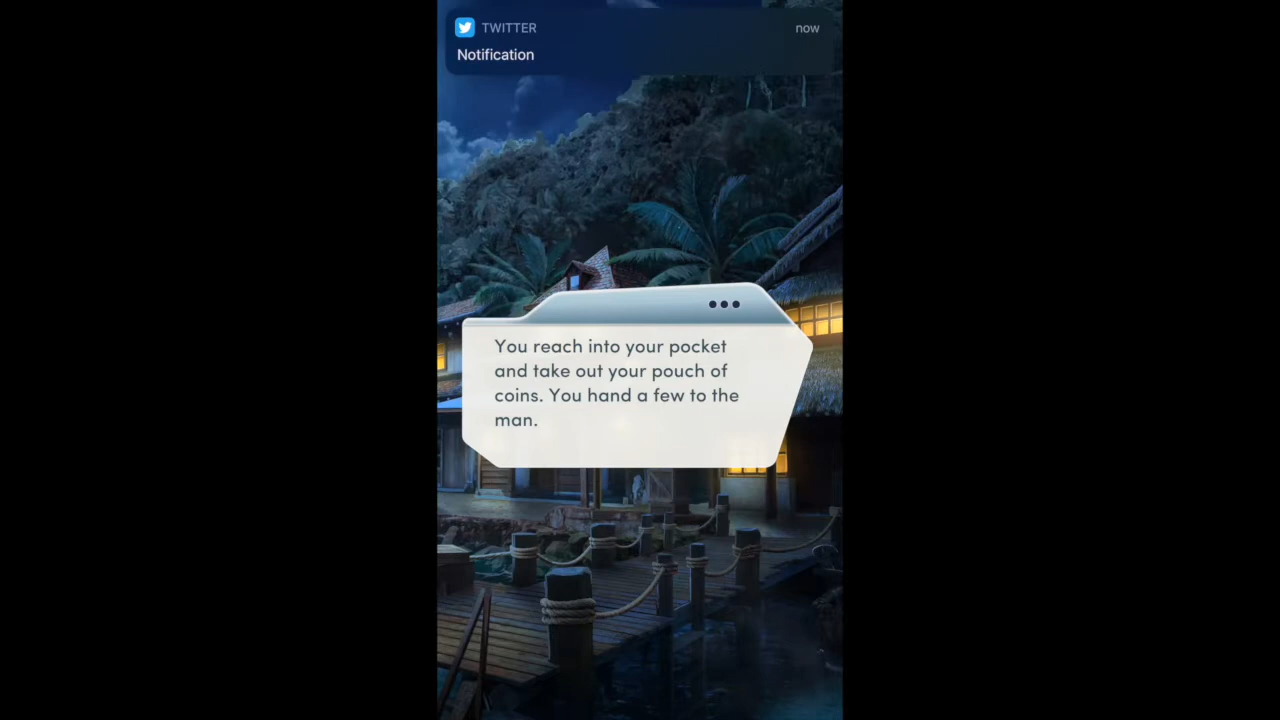 TWITTER
now
Notification
You reach into your pocket
and take out your pouch of
coins. You hand a few to the
man.